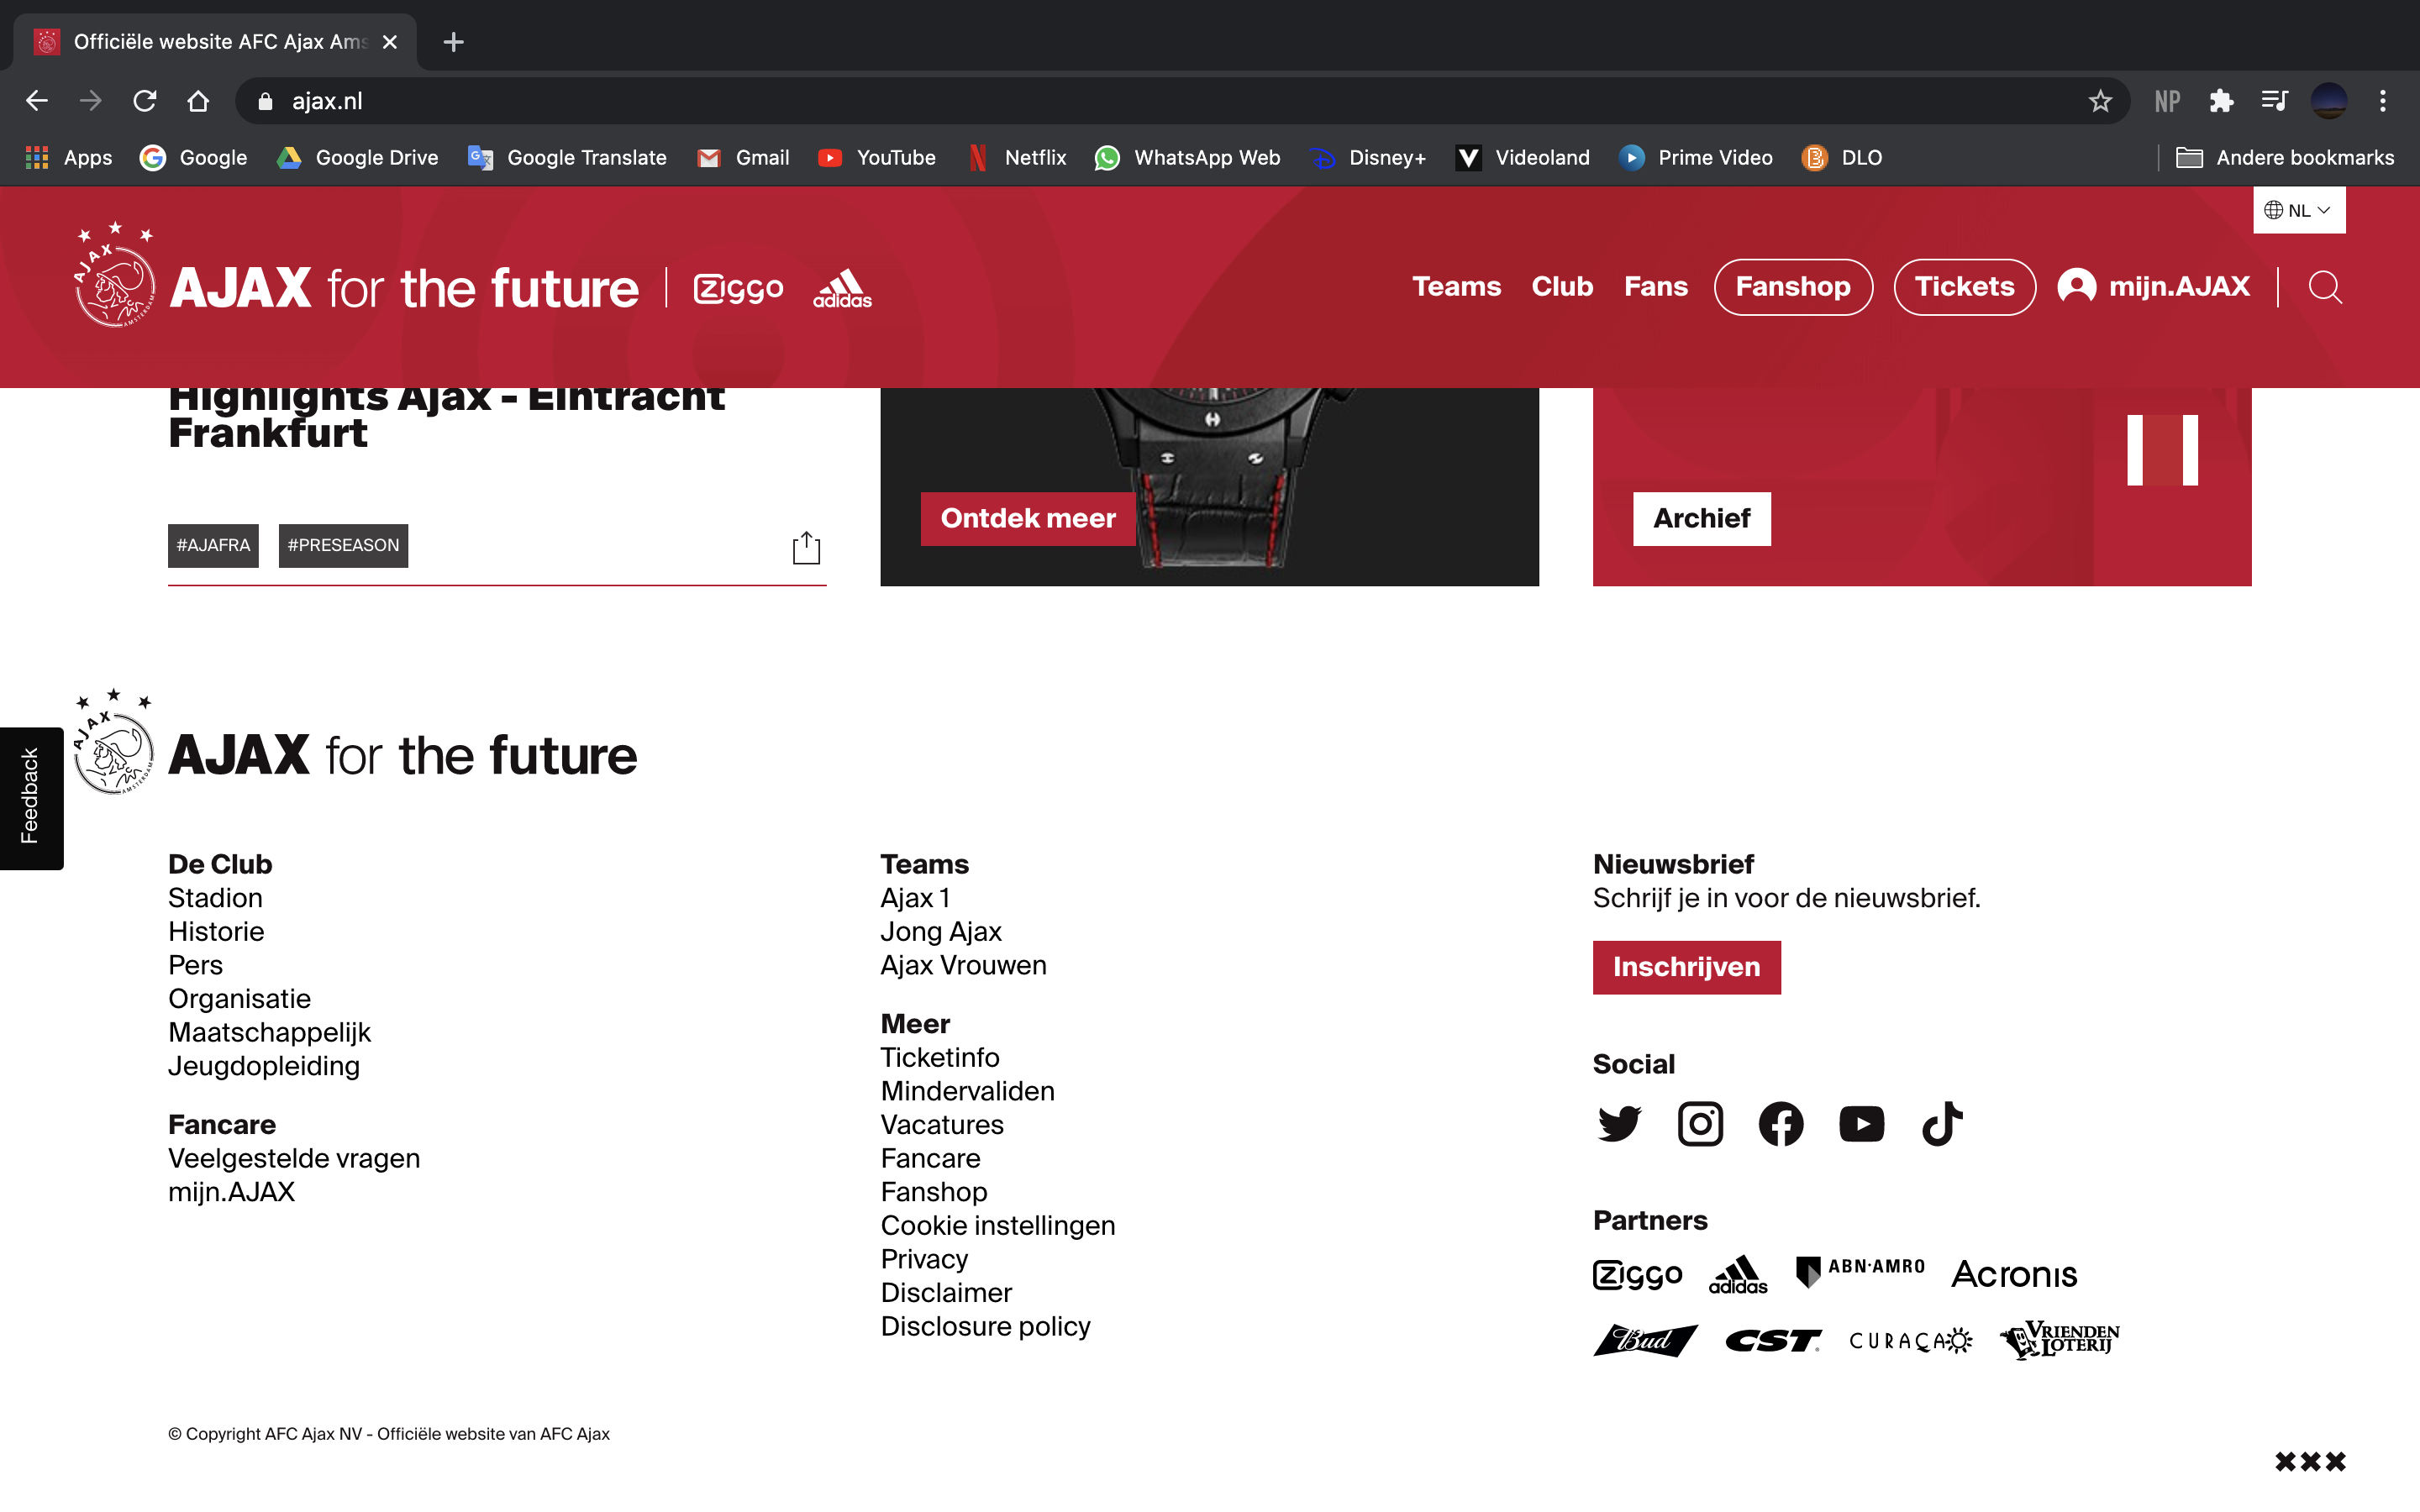 Officiële website AFC Ajax Ams
ajax.nl
NP
Apps
Google
Google Drive
Google Translate
Gmail
YouTube
Netflix
WhatsApp Web
Disney+
Videoland
Prime Video
DLO
Andere bookmarks
NL
AJAX
AMSTERDAM
AJAX for the future
Ziggo
adidas
Teams
Club
Fans
Fanshop
Tickets
mijn.AJAX
Highlights Ajax - Eintracht
Frankfurt
#AJAFRA
#PRESEASON
Ontdek meer
Archief
Feedback
AJAX
AMSTERDAM
AJAX for the future
De Club
Stadion
Historie
Pers
Organisatie
Maatschappelijk
Jeugdopleiding
Fancare
Veelgestelde vragen
mijn.AJAX
Teams
Ajax 1
Jong Ajax
Ajax Vrouwen
Meer
Ticketinfo
Mindervaliden
Vacatures
Fancare
Fanshop
Cookie instellingen
Privacy
Disclaimer
Disclosure policy
Nieuwsbrief
Schrijf je in voor de nieuwsbrief.
Inschrijven
Social
Partners
Ziggo
adidas
ABN·AMRO
Acronis
Bud
CST
CURAÇAO
VRIENDEN
LOTERIJ
© Copyright AFC Ajax NV - Officiële website van AFC Ajax